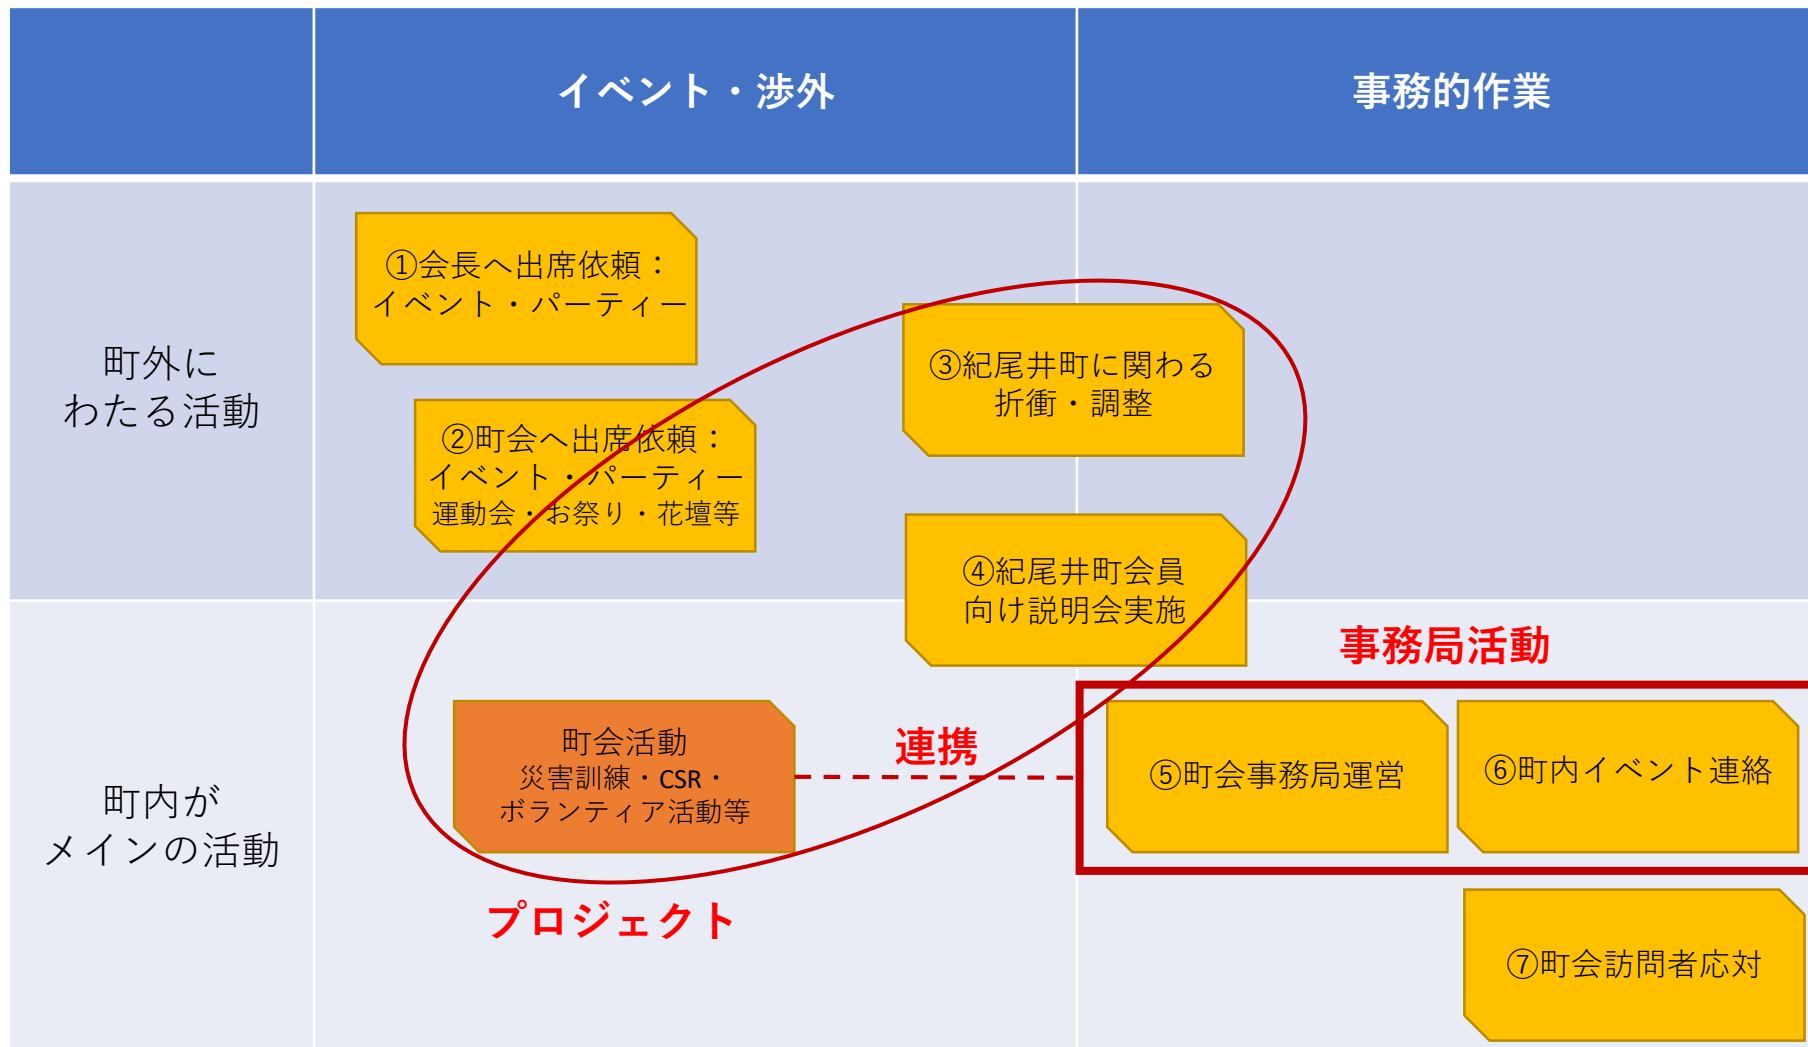 イベント・渉外
事務的作業
町外に
わたる活動
①会長へ出席依頼：
イベント・パーティー
②町会へ出席依頼：
イベント・パーティー
運動会・お祭り・花壇等
③紀尾井町に関わる
折衝・調整
④紀尾井町会員
向け説明会実施
町内が
メインの活動
町会活動
災害訓練・CSR・
ボランティア活動等
連携
プロジェクト
事務局活動
⑤町会事務局運営
⑥町内イベント連絡
⑦町会訪問者応対